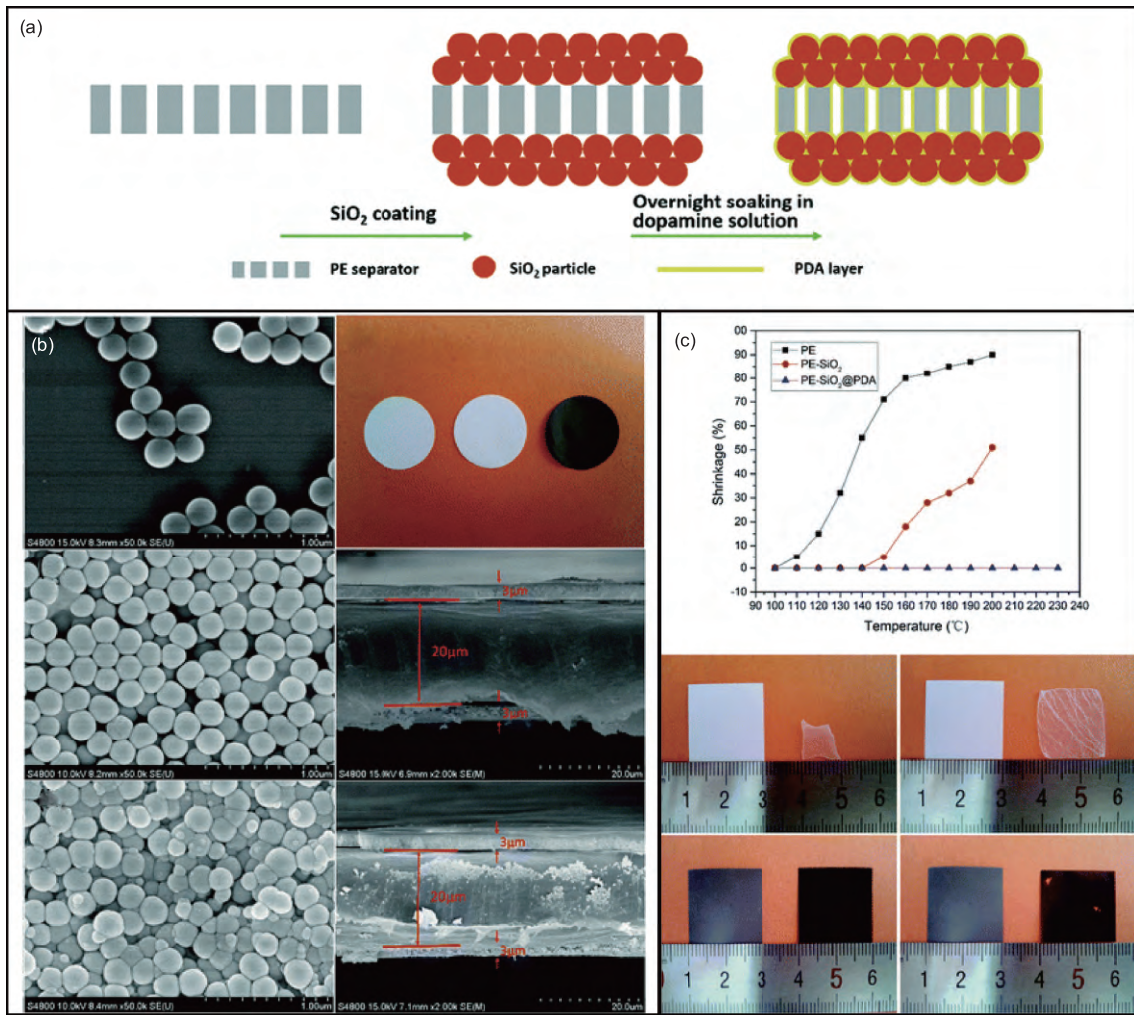 (a)
SiO₂ coating
Overnight soaking in
dopamine solution
PE separator
SiO₂ particle
PDA layer
(b)
S4800 15.0kV 8.3mm x50.0k SE(U)
1.00um
S4800 10.0kV 8.2mm x50.0k SE(U)
1.00um
3μm
20μm
3μm
S4800 15.0kV 6.9mm x2.00k SE(M)
20.0um
S4800 10.0kV 8.4mm x50.0k SE(U)
1.00um
3μm
20μm
3μm
S4800 15.0kV 7.1mm x2.00k SE(M)
20.0um
(c)
PE
PE-SiO₂
PE-SiO₂@PDA
Shrinkage (%)
00
90
80
70
60
50
40
30
20
10
0
-10
90 100 110 120 130 140 150 160 170 180 190 200 210 220 230 240
Temperature (℃)
1 2 3 4 5 6
1 2 3 4 5 6
1 2 3 4 5 6
1 2 3 4 5 6